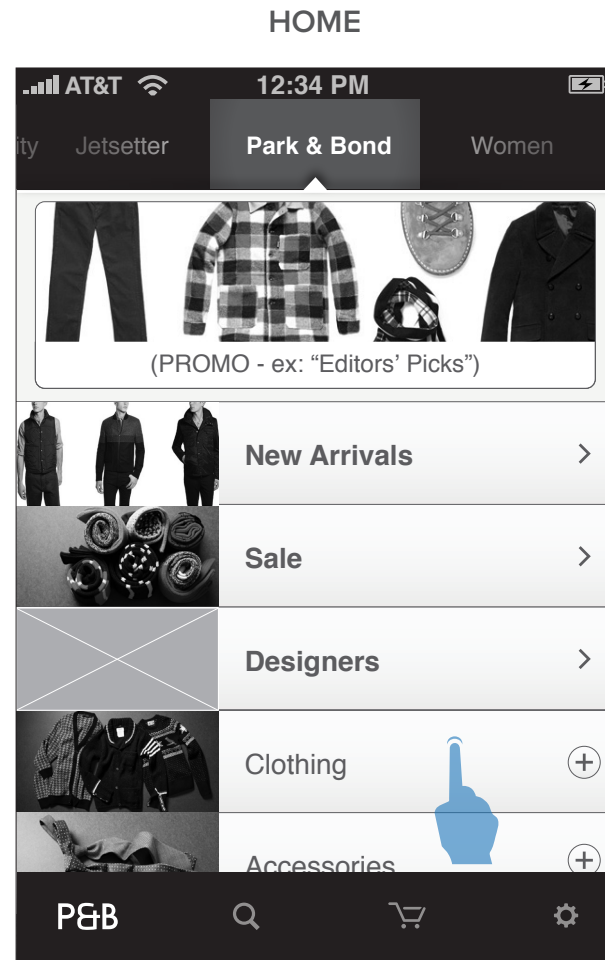 HOME
AT&T 12:34 PM
ity Jetsetter Park & Bond Women
(PROMO - ex: “Editors’ Picks”)
New Arrivals
Sale
Designers
Clothing
Accessories
P&B